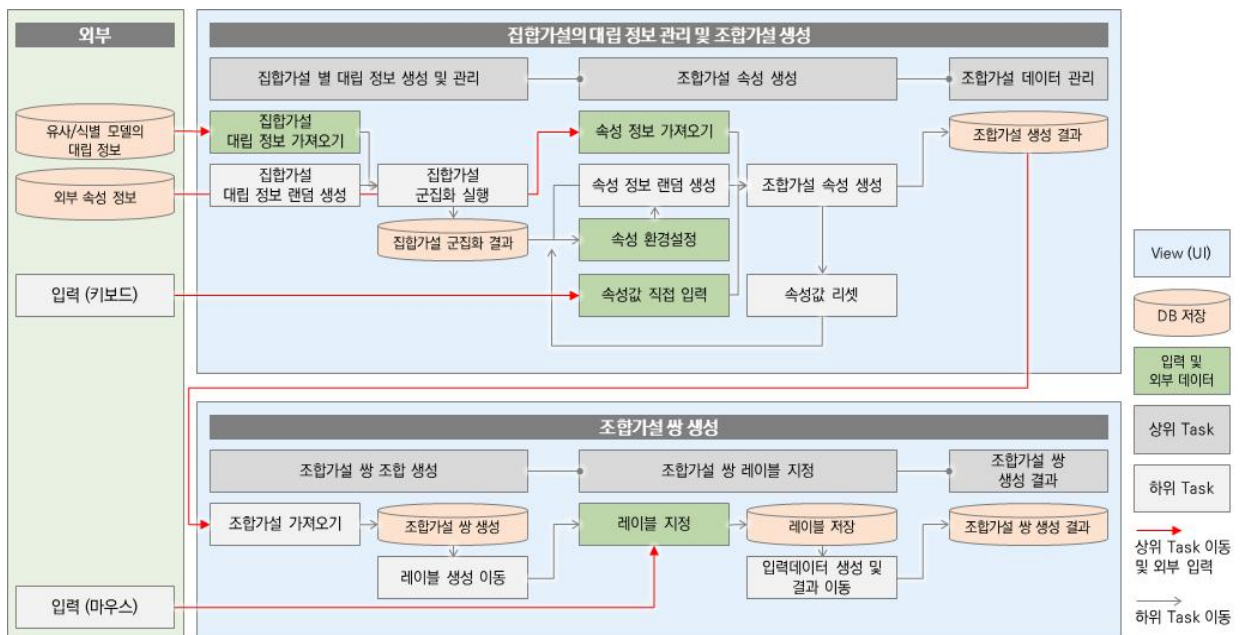 외부
유사/식별 모델의
대립 정보
외부 속성 정보
입력 (키보드)
입력 (마우스)
집합가설의 대립 정보 관리 및 조합가설 생성
집합가설 별 대립 정보 생성 및 관리
조합가설 속성 생성
조합가설 데이터 관리
집합가설
대립 정보 가져오기
속성 정보 가져오기
조합가설 생성 결과
집합가설
대립 정보 랜덤 생성
집합가설
군집화 실행
속성 정보 랜덤 생성
조합가설 속성 생성
집합가설 군집화 결과
속성 환경설정
속성값 직접 입력
속성값 리셋
조합가설 쌍 생성
조합가설 쌍 조합 생성
조합가설 쌍 레이블 지정
조합가설 쌍
생성 결과
조합가설 가져오기
조합가설 쌍 생성
레이블 지정
레이블 저장
조합가설 쌍 생성 결과
레이블 생성 이동
입력데이터 생성 및
결과 이동
View (UI)
DB 저장
입력 및
외부 데이터
상위 Task
하위 Task
상위 Task 이동
및 외부 입력
하위 Task 이동